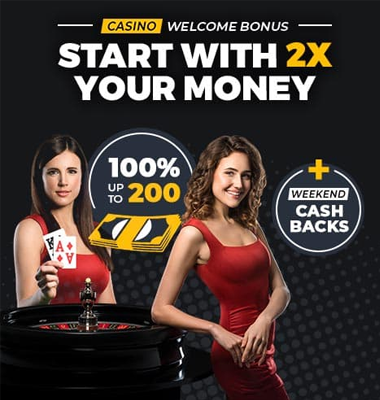 CASINO WELCOME BONUS
START WITH 2X
YOUR MONEY
100%
UP TO 200
+
WEEKEND
CASH
BACKS
A
A